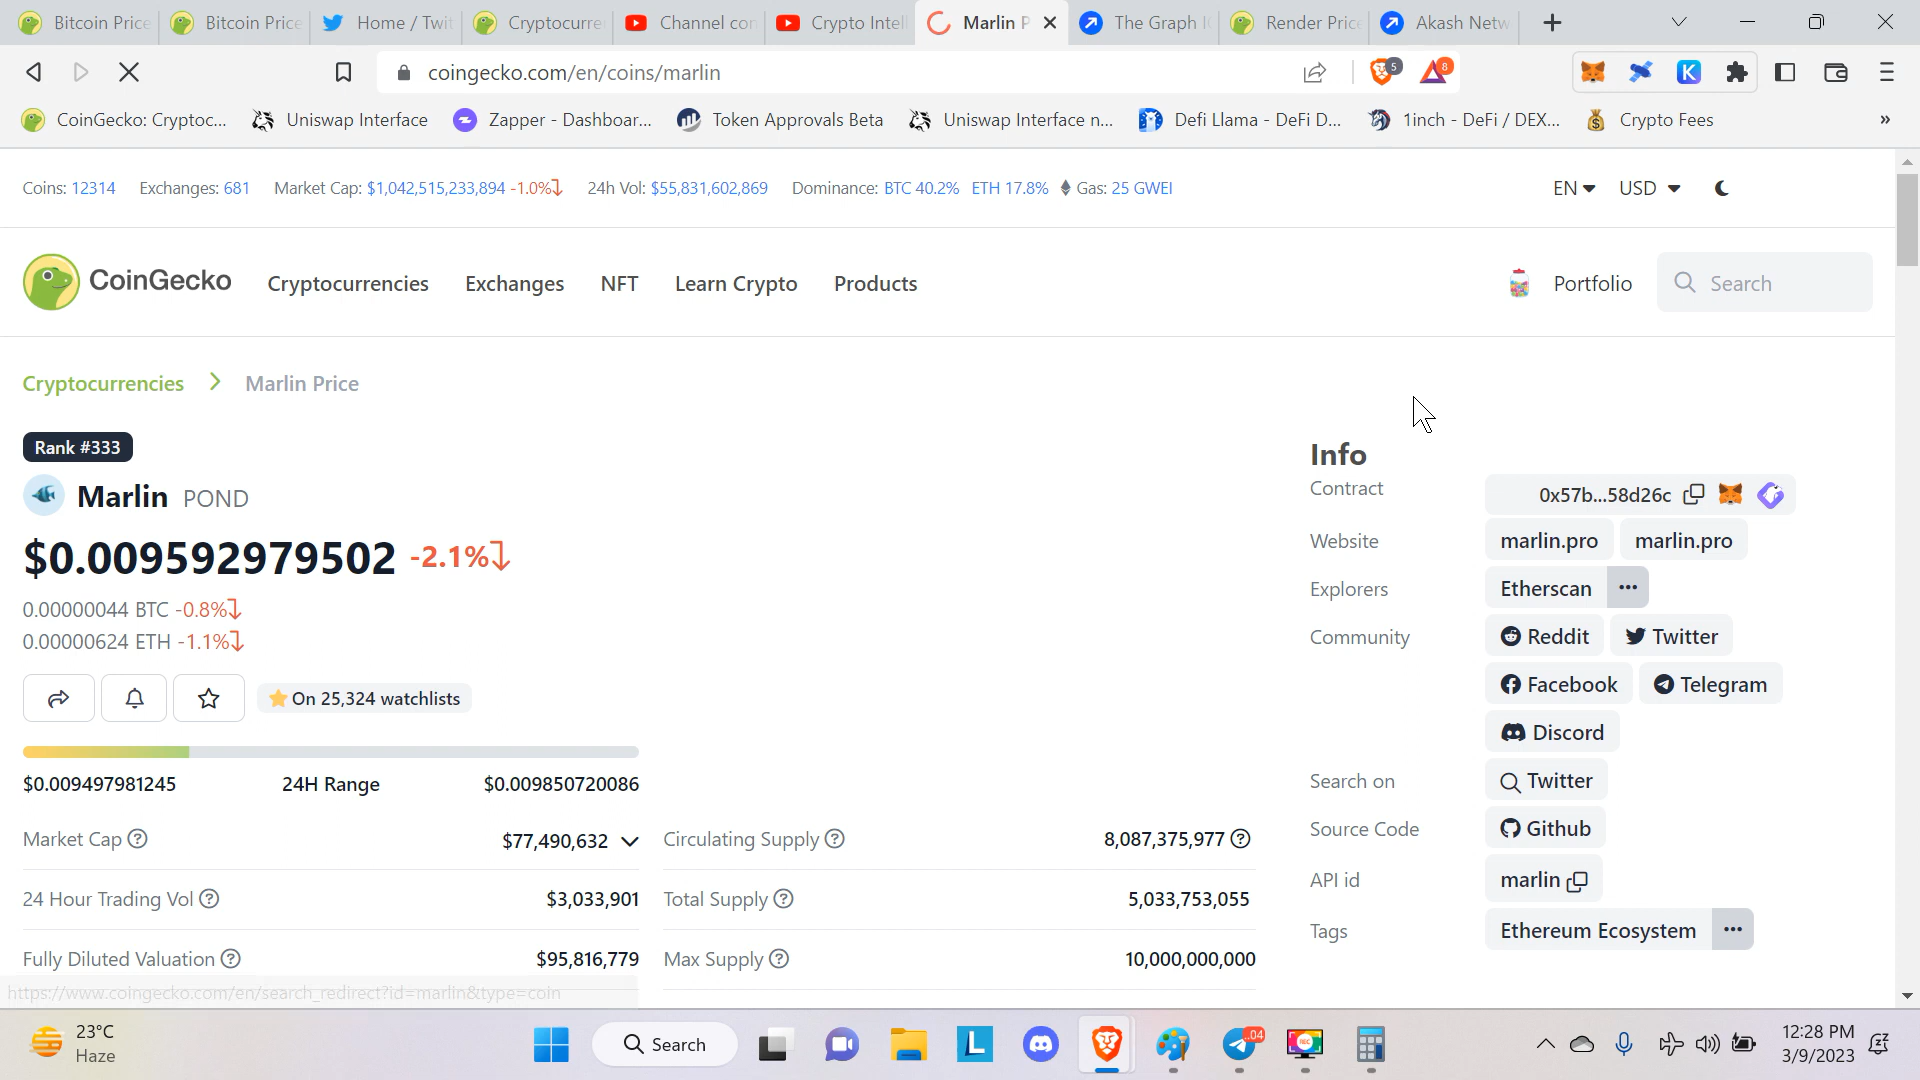 Bitcoin Price
Bitcoin Price
Home / Twit
Cryptocurre
Channel con
Crypto Intel
Marlin P
The Graph I
Render Price
Akash Netw
coingecko.com/en/coins/marlin
5
8
CoinGecko: Cryptoc...
Uniswap Interface
Zapper - Dashboar...
Token Approvals Beta
Uniswap Interface n...
Defi Llama - DeFi D...
1inch - DeFi / DEX...
Crypto Fees
»
Coins: 12314 Exchanges: 681 Market Cap: $1,042,515,233,894 -1.0% 24h Vol: $55,831,602,869 Dominance: BTC 40.2% ETH 17.8% Gas: 25 GWEI
EN USD
CoinGecko
Cryptocurrencies Exchanges NFT Learn Crypto Products
Portfolio
Search
Cryptocurrencies > Marlin Price
Rank #333
Marlin POND
$0.009592979502 -2.1%
0.00000044 BTC -0.8%
0.00000624 ETH -1.1%
On 25,324 watchlists
$0.009497981245 24H Range $0.009850720086
Market Cap $77,490,632
24 Hour Trading Vol $3,033,901
Fully Diluted Valuation $95,816,779
Circulating Supply 8,087,375,977
Total Supply 5,033,753,055
Max Supply 10,000,000,000
Info
Contract 0x57b...58d26c
Website marlin.pro marlin.pro
Explorers Etherscan ...
Community Reddit Twitter
Facebook Telegram
Discord
Search on Twitter
Source Code Github
API id marlin
Tags Ethereum Ecosystem ...
https://www.coingecko.com/en/search_redirect?id=marlin&type=coin
23°C
Haze
Search
L
.04
REC
12:28 PM
3/9/2023